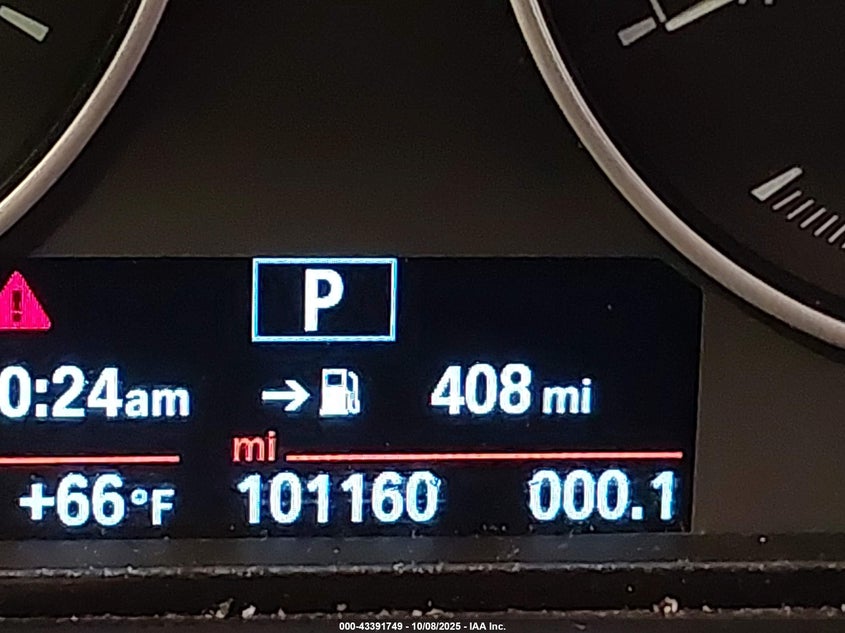 P
0:24am → 408 mi
mi
+66°F 101160 000.1
000-43391749 - 10/08/2025 - IAA Inc.